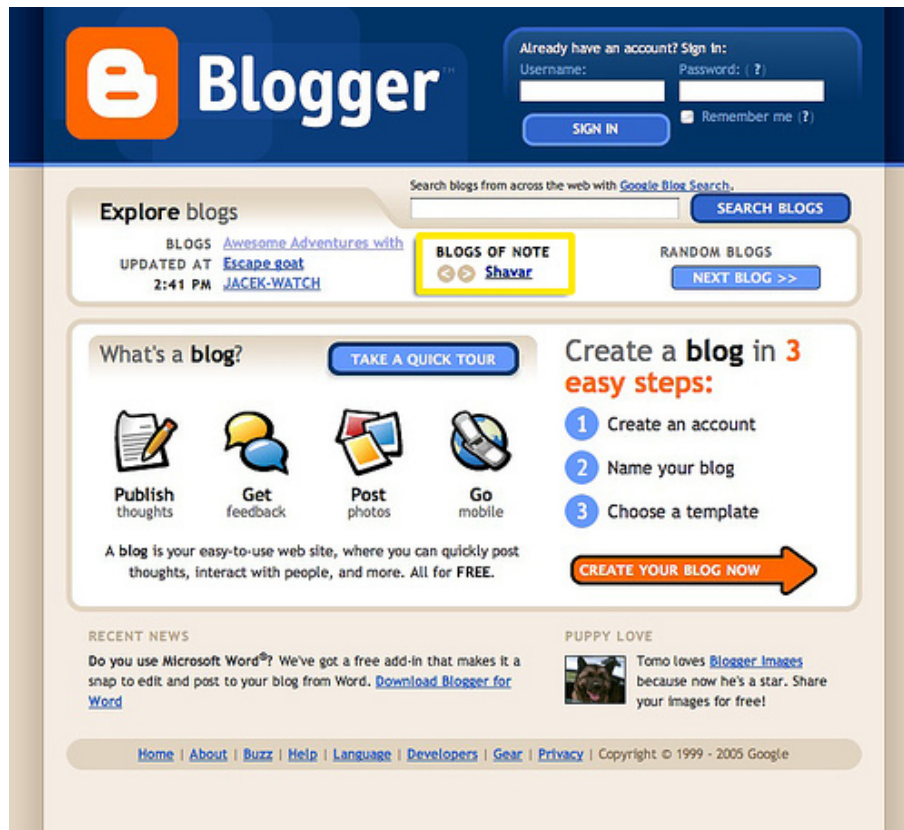 Blogger™
Already have an account? Sign in:
Username: Password: (?)
SIGN IN Remember me (?)
Search blogs from across the web with Google Blog Search.
Explore blogs
SEARCH BLOGS
BLOGS UPDATED AT 2:41 PM
Awesome Adventures with
Escape goat
JACEK-WATCH
BLOGS OF NOTE
Shavar
RANDOM BLOGS
NEXT BLOG >>
What's a blog?
TAKE A QUICK TOUR
Publish thoughts
Get feedback
Post photos
Go mobile
A blog is your easy-to-use web site, where you can quickly post
thoughts, interact with people, and more. All for FREE.
Create a blog in 3
easy steps:
1 Create an account
2 Name your blog
3 Choose a template
CREATE YOUR BLOG NOW
RECENT NEWS
Do you use Microsoft Word®? We've got a free add-in that makes it a
snap to edit and post to your blog from Word. Download Blogger for
Word
PUPPY LOVE
Tomo loves Blogger Images
because now he's a star. Share
your images for free!
Home | About | Buzz | Help | Language | Developers | Gear | Privacy | Copyright © 1999 - 2005 Google